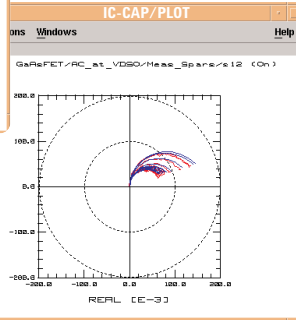 IC-CAP/PLOT
ons Windows Help
GaAsFET/AC_at_VDS0/Meas_Spars/s12 (On)
200.0
100.0
0.0
-100.0
-200.0
-200.0 -100.0 0.0 100.0 200.0
REAL [E-3]